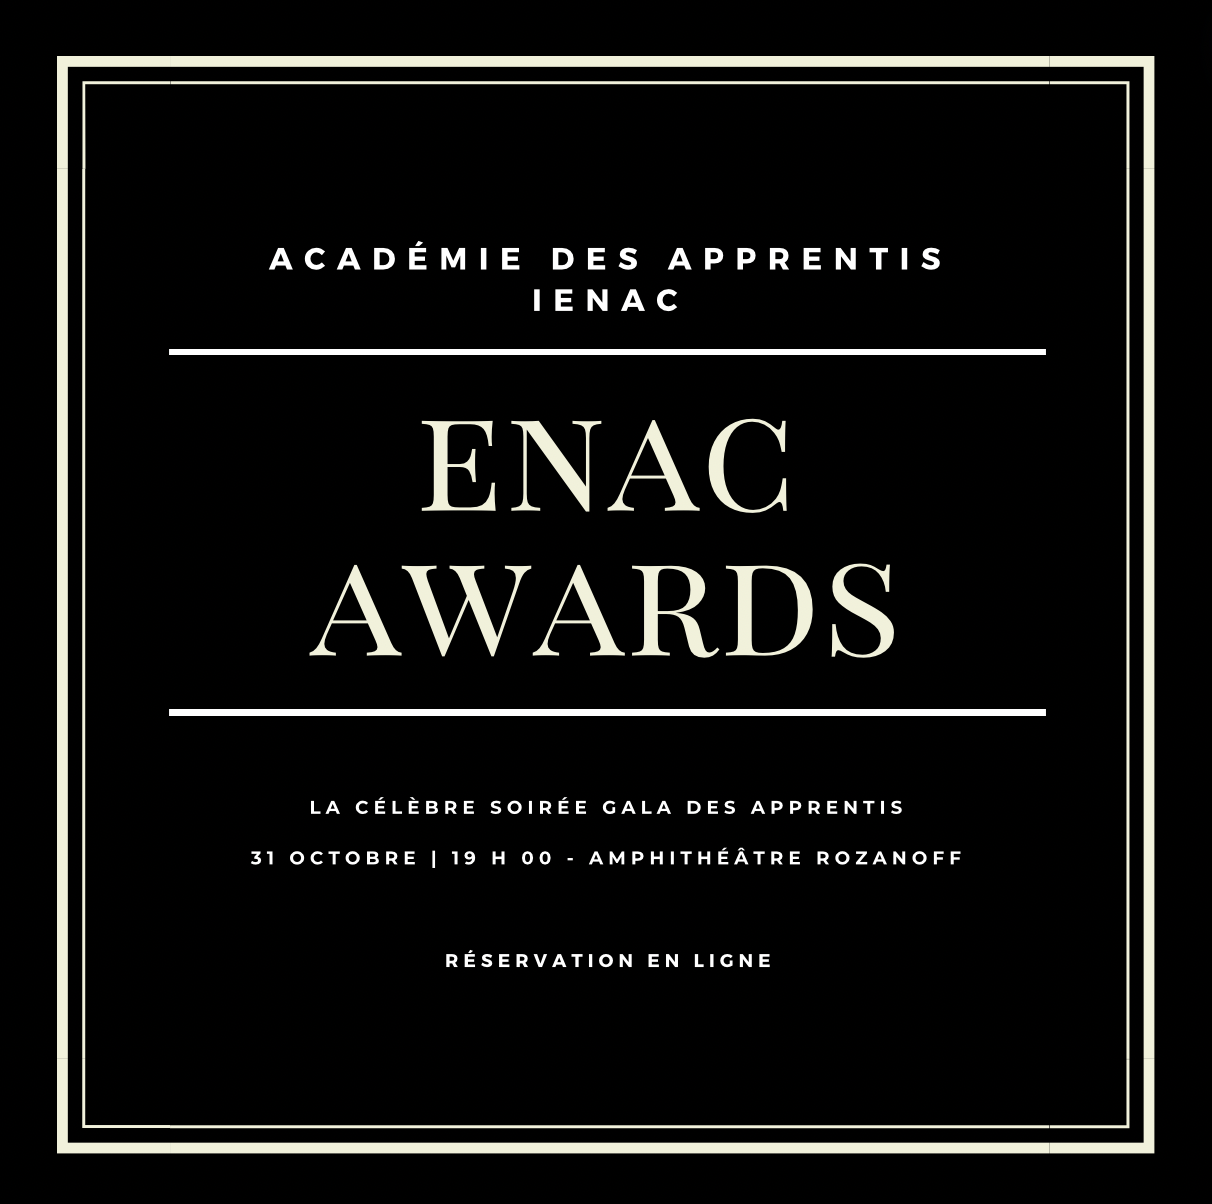 ACADÉMIE DES APPRENTIS
IENAC
ENAC
AWARDS
LA CÉLÈBRE SOIRÉE GALA DES APPRENTIS
31 OCTOBRE | 19 H 00 - AMPHITHÉÂTRE ROZANOFF
RÉSERVATION EN LIGNE